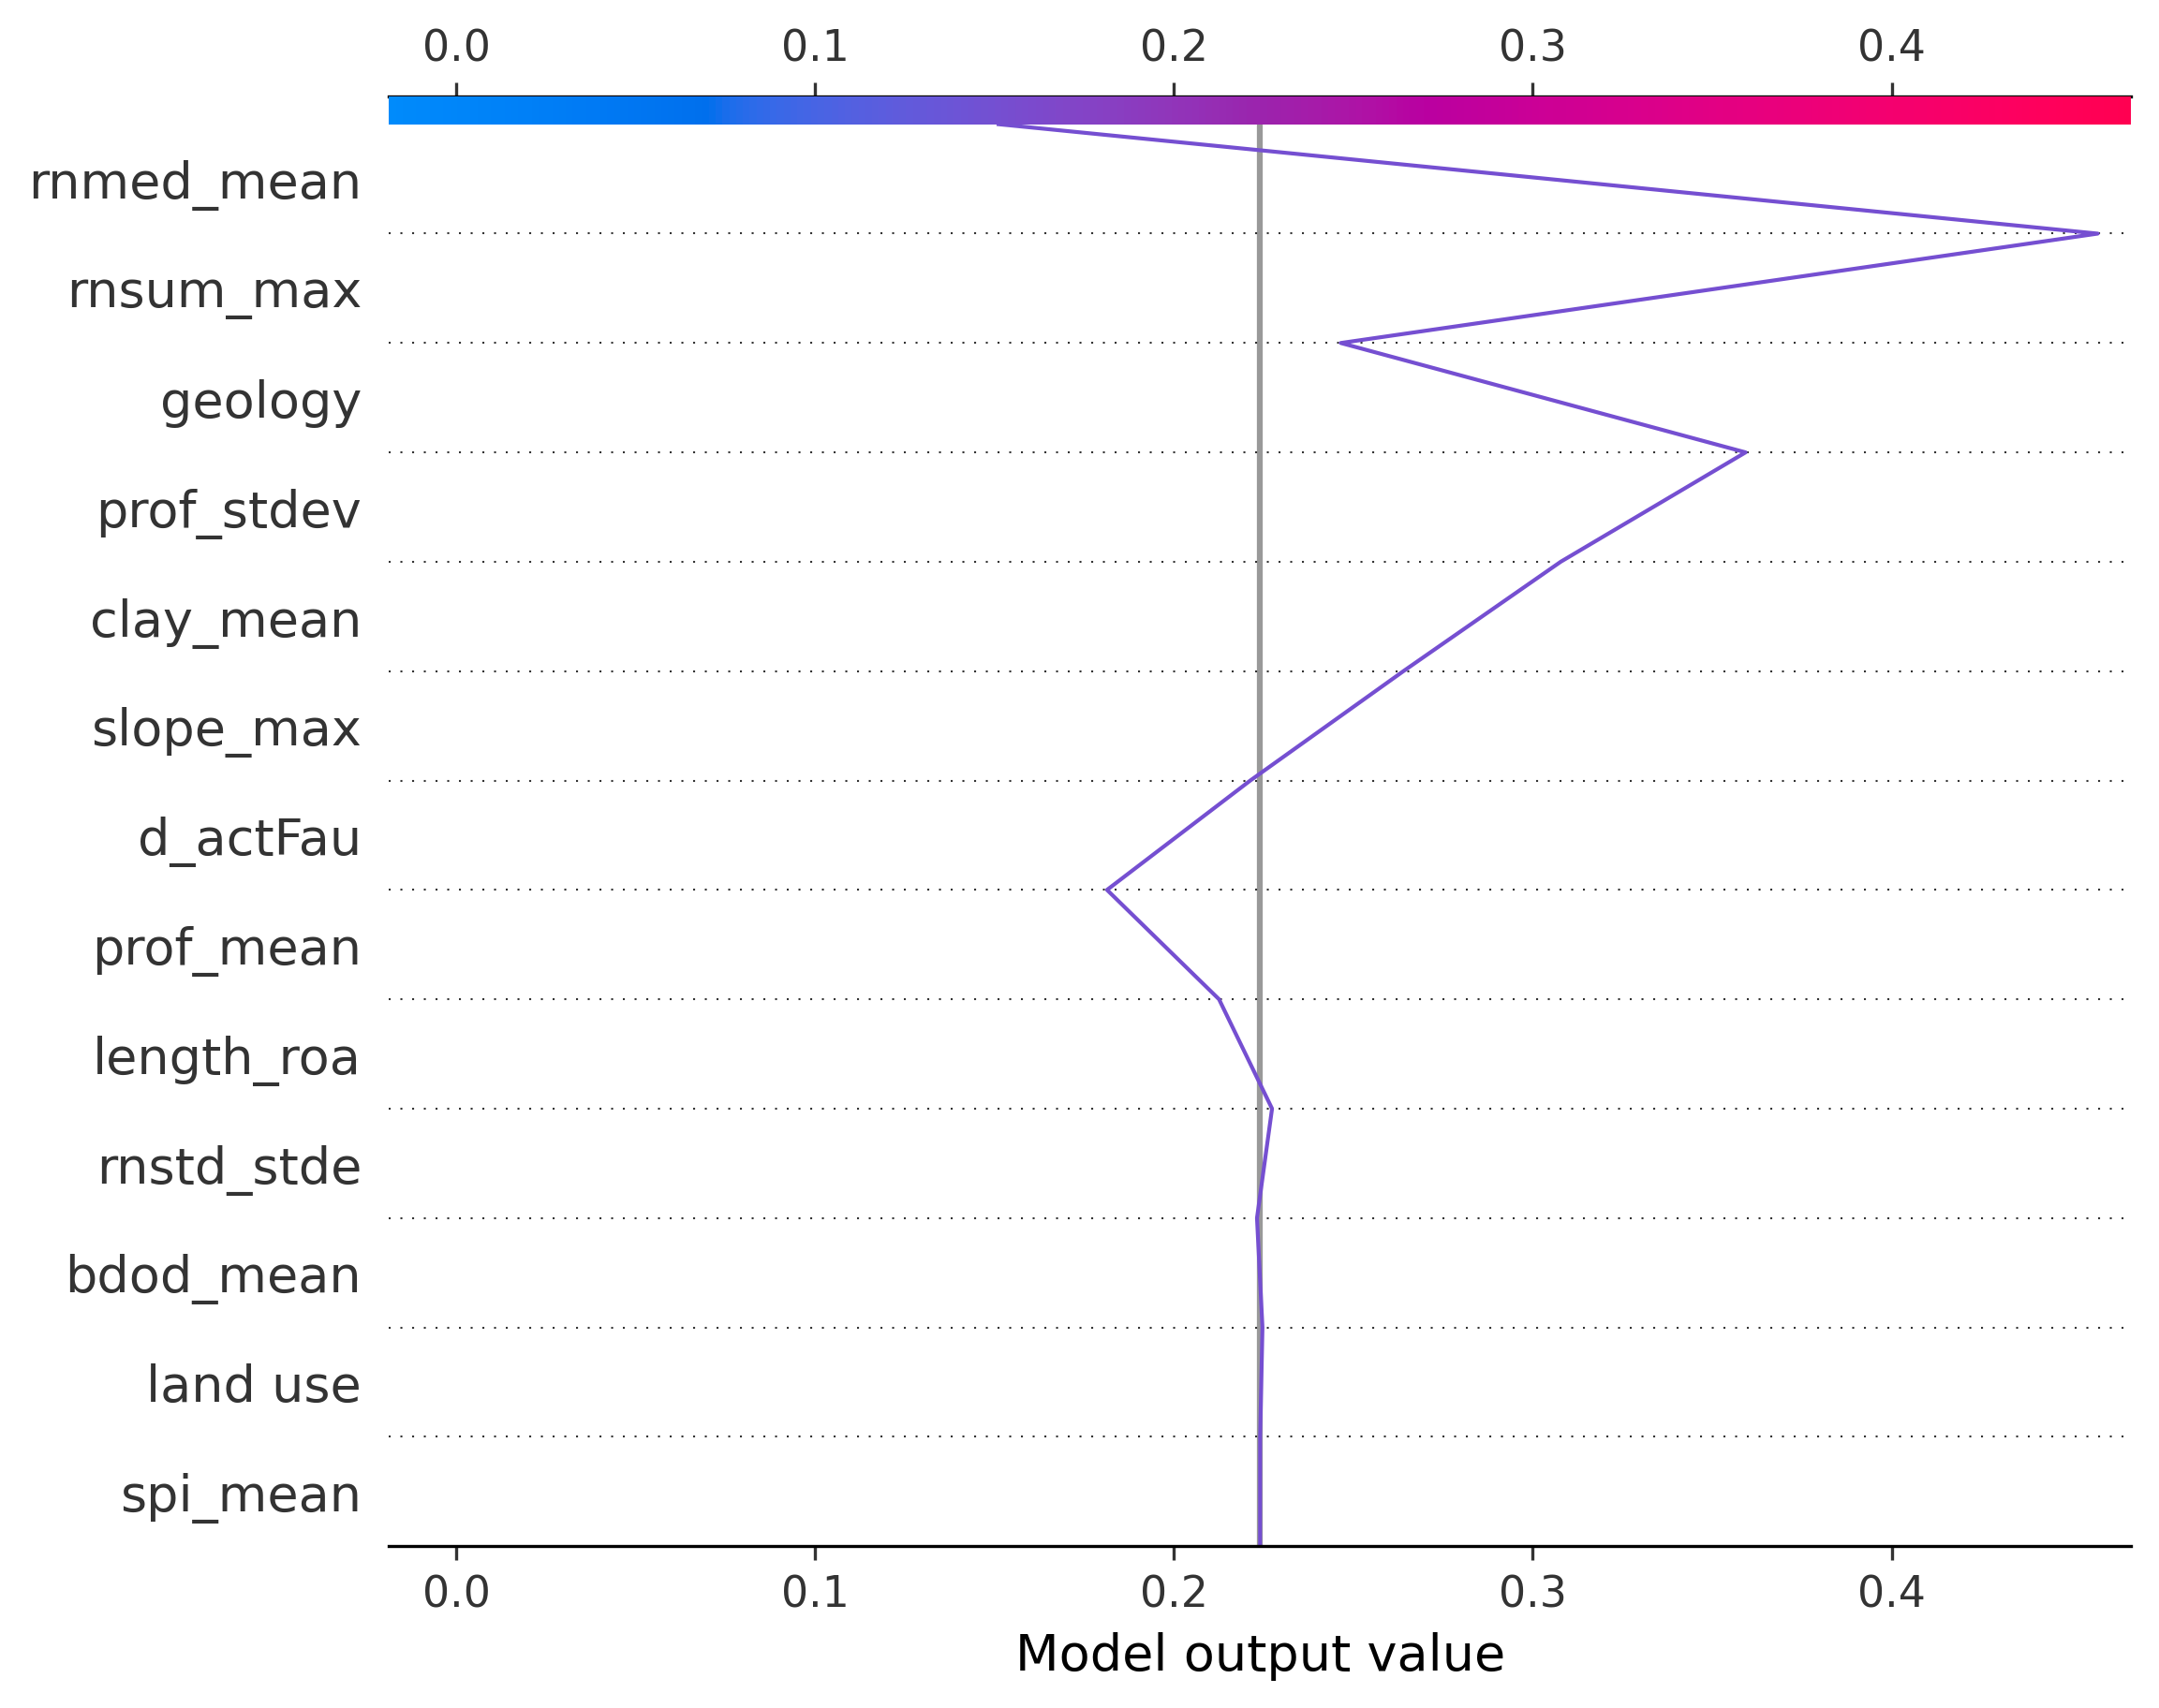 0.0 0.1 0.2 0.3 0.4
rnmed_mean
rnsum_max
geology
prof_stdev
clay_mean
slope_max
d_actFau
prof_mean
length_roa
rnstd_stde
bdod_mean
land use
spi_mean
0.0 0.1 0.2 0.3 0.4
Model output value